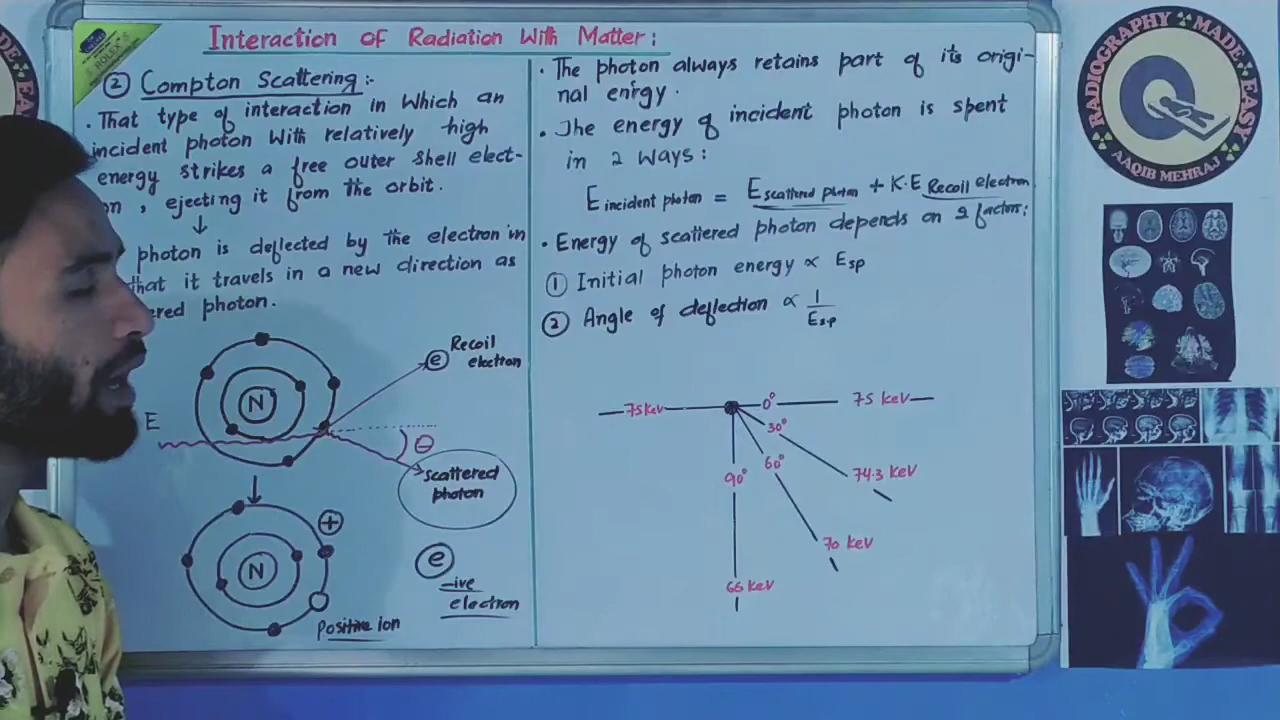 Interaction Of Radiation With Matter:
② Compton Scattering:-
· That type of interaction in Which an
incident photon With relatively high
energy strikes a free outer shell elect-
on, ejecting it from the orbit.
↓
photon is deflected by the electron in
that it travels in a new direction as
ered photon.
N
E
e Recoil
electron
θ
Scattered
photon
N
+
Positive ion
e
-ive
electron
· The photon always retains part of its origi-
nal enirgy.
· The energy of incident photon is spent
in 2 Ways:
E incident photon = E scattered photon + K·E Recoil electron
· Energy of scattered photon depends on 2 factors:
① Initial photon energy ∝ Esp
② Angle of deflection ∝ 1/Esp
75 KeV
0°
75 KeV
30°
74.3 KeV
60°
70 KeV
90°
66 KeV
ROLEX
RADIOGRAPHY MADE EASY
AAQIB MEHRAJ